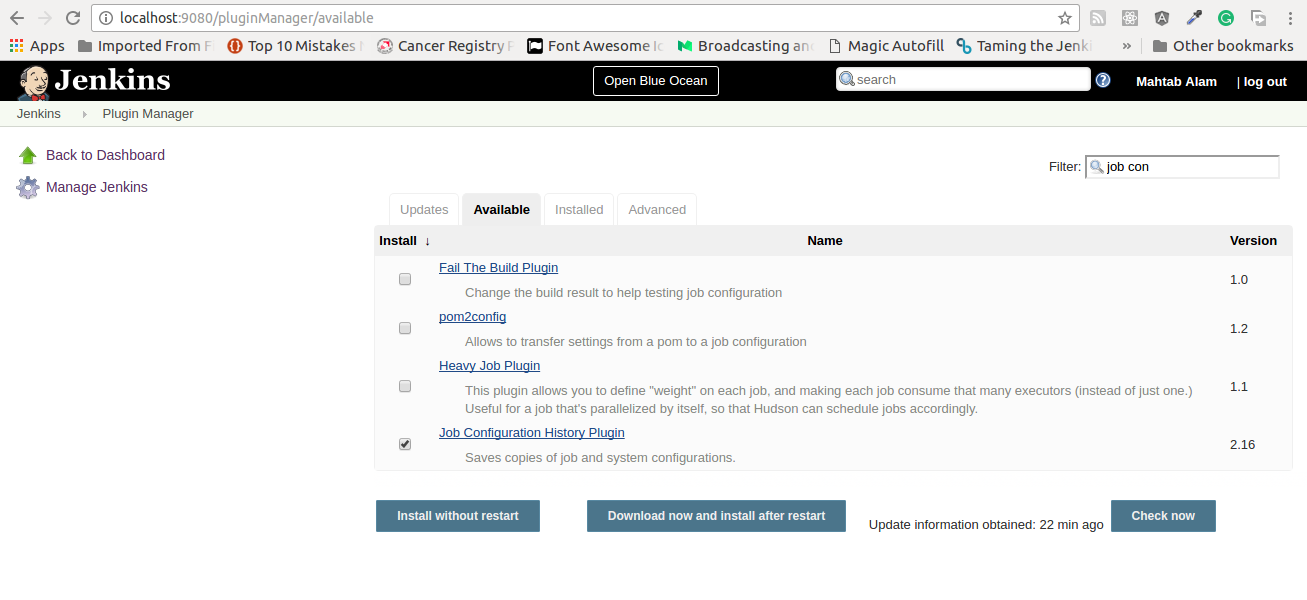 localhost:9080/pluginManager/available
Apps Imported From F Top 10 Mistakes Cancer Registry F Font Awesome Ic Broadcasting an Magic Autofill Taming the Jenki » Other bookmarks
Jenkins Open Blue Ocean search ? Mahtab Alam | log out
Jenkins Plugin Manager
Back to Dashboard
Manage Jenkins
Filter: job con
Updates Available Installed Advanced
Install ↓ Name Version
Fail The Build Plugin
Change the build result to help testing job configuration
1.0
pom2config
Allows to transfer settings from a pom to a job configuration
1.2
Heavy Job Plugin
This plugin allows you to define "weight" on each job, and making each job consume that many executors (instead of just one.)
Useful for a job that's parallelized by itself, so that Hudson can schedule jobs accordingly.
1.1
Job Configuration History Plugin
Saves copies of job and system configurations.
2.16
Install without restart Download now and install after restart Update information obtained: 22 min ago Check now